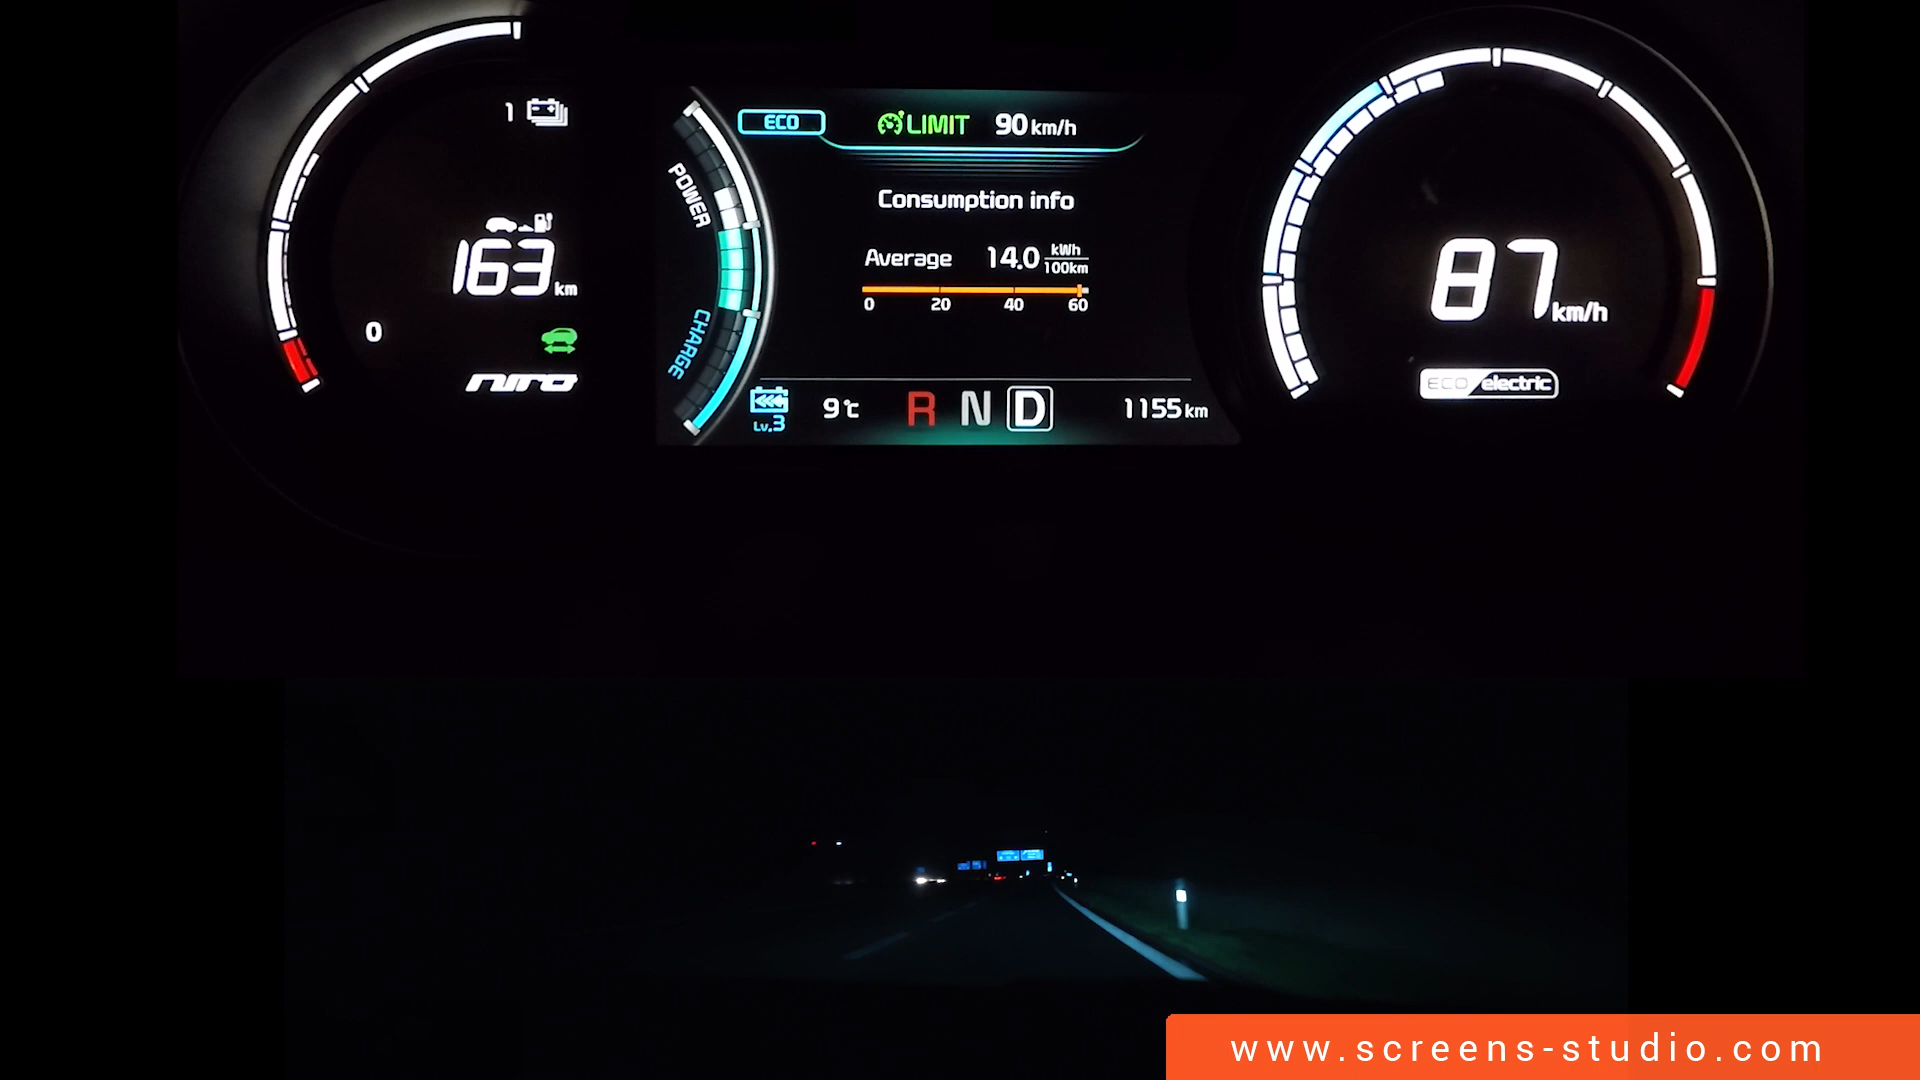 1
163 km
0
niro
POWER
CHARGE
ECO
LIMIT 90 km/h
Consumption info
Average 14.0 kWh
100km
0 20 40 60
Lv.3 9℃ R N D 1155 km
87 km/h
ECO electric
www.screens-studio.com